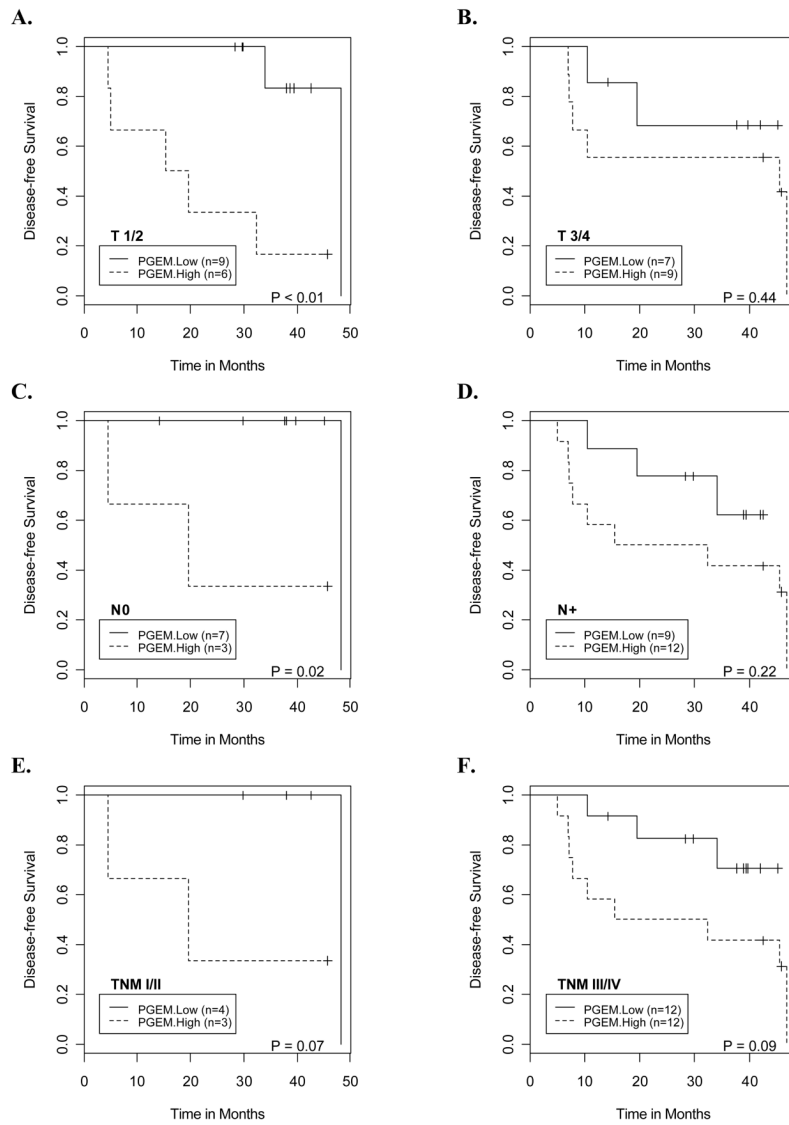 A.
Disease-free Survival
1.0
0.8
0.6
0.4
0.2
0.0
T 1/2
PGEM.Low (n=9)
PGEM.High (n=6)
P < 0.01
0 10 20 30 40 50
Time in Months
B.
Disease-free Survival
1.0
0.8
0.6
0.4
0.2
0.0
T 3/4
PGEM.Low (n=7)
PGEM.High (n=9)
P = 0.44
0 10 20 30 40
Time in Months
C.
Disease-free Survival
1.0
0.8
0.6
0.4
0.2
0.0
N0
PGEM.Low (n=7)
PGEM.High (n=3)
P = 0.02
0 10 20 30 40 50
Time in Months
D.
Disease-free Survival
1.0
0.8
0.6
0.4
0.2
0.0
N+
PGEM.Low (n=9)
PGEM.High (n=12)
P = 0.22
0 10 20 30 40
Time in Months
E.
Disease-free Survival
1.0
0.8
0.6
0.4
0.2
0.0
TNM I/II
PGEM.Low (n=4)
PGEM.High (n=3)
P = 0.07
0 10 20 30 40 50
Time in Months
F.
Disease-free Survival
1.0
0.8
0.6
0.4
0.2
0.0
TNM III/IV
PGEM.Low (n=12)
PGEM.High (n=12)
P = 0.09
0 10 20 30 40
Time in Months